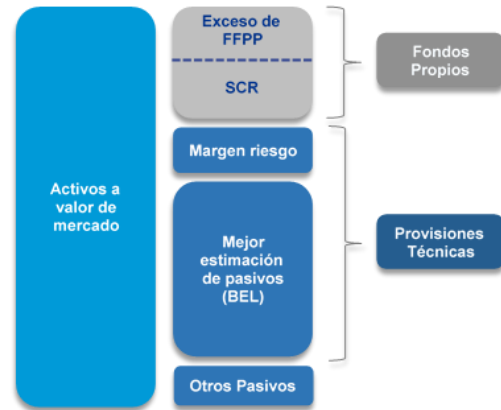 Activos a
valor de
mercado
Exceso de
FFPP
SCR
Margen riesgo
Mejor
estimación
de pasivos
(BEL)
Otros Pasivos
Fondos
Propios
Provisiones
Técnicas